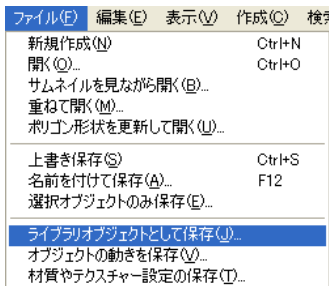 ファイル(F) 編集(E) 表示(V) 作成(C) 検
新規作成(N) Ctrl+N
開く(O)... Ctrl+O
サムネイルを見ながら開く(B)...
重ねて開く(M)...
ポリゴン形状を更新して開く(U)...
上書き保存(S) Ctrl+S
名前を付けて保存(A)... F12
選択オブジェクトのみ保存(E)...
ライブラリオブジェクトとして保存(J)...
オブジェクトの動きを保存(V)...
材質やテクスチャー設定の保存(T)...